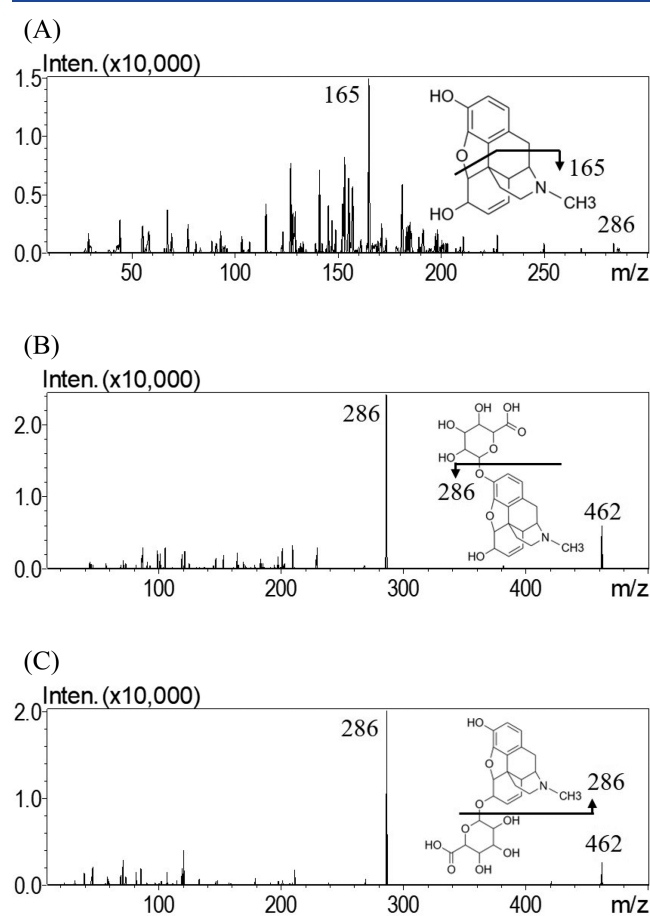 (A)
Inten. (x10,000)
1.5
165
HO
1.0
O
165
0.5
N
CH3
HO
286
0.0
50 100 150 200 250 m/z
(B)
Inten. (x10,000)
OH OH
2.0
286
HO
O
O
HO
O
286
1.0
O
462
N
CH3
HO
0.0
100 200 300 400 m/z
(C)
Inten. (x10,000)
2.0
286
HO
O
N
CH3
286
1.0
O
O
OH
HO
462
OH
O
OH
0.0
100 200 300 400 m/z